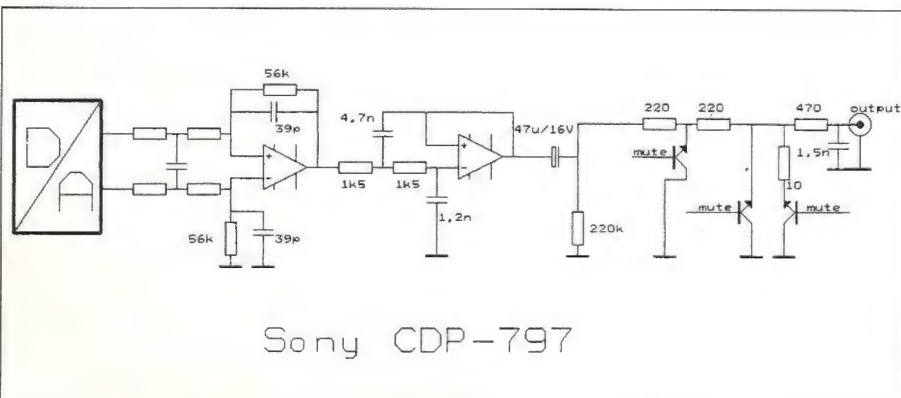 D
A
56k
39p
56k
39p
4.7n
1k5
1k5
1,2n
47u/16V
220k
220
220
470
output
mute
mute
10
mute
1,5n
Sony CDP-797